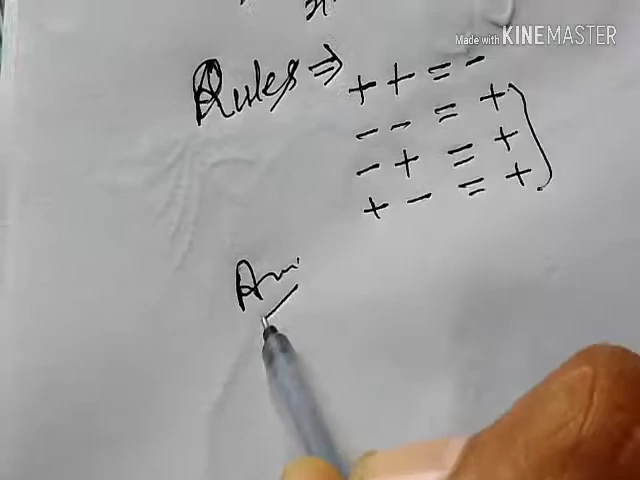 Made with KINEMASTER
Rules ⇒ + + = -
- - = +
- + = +
+ - = +